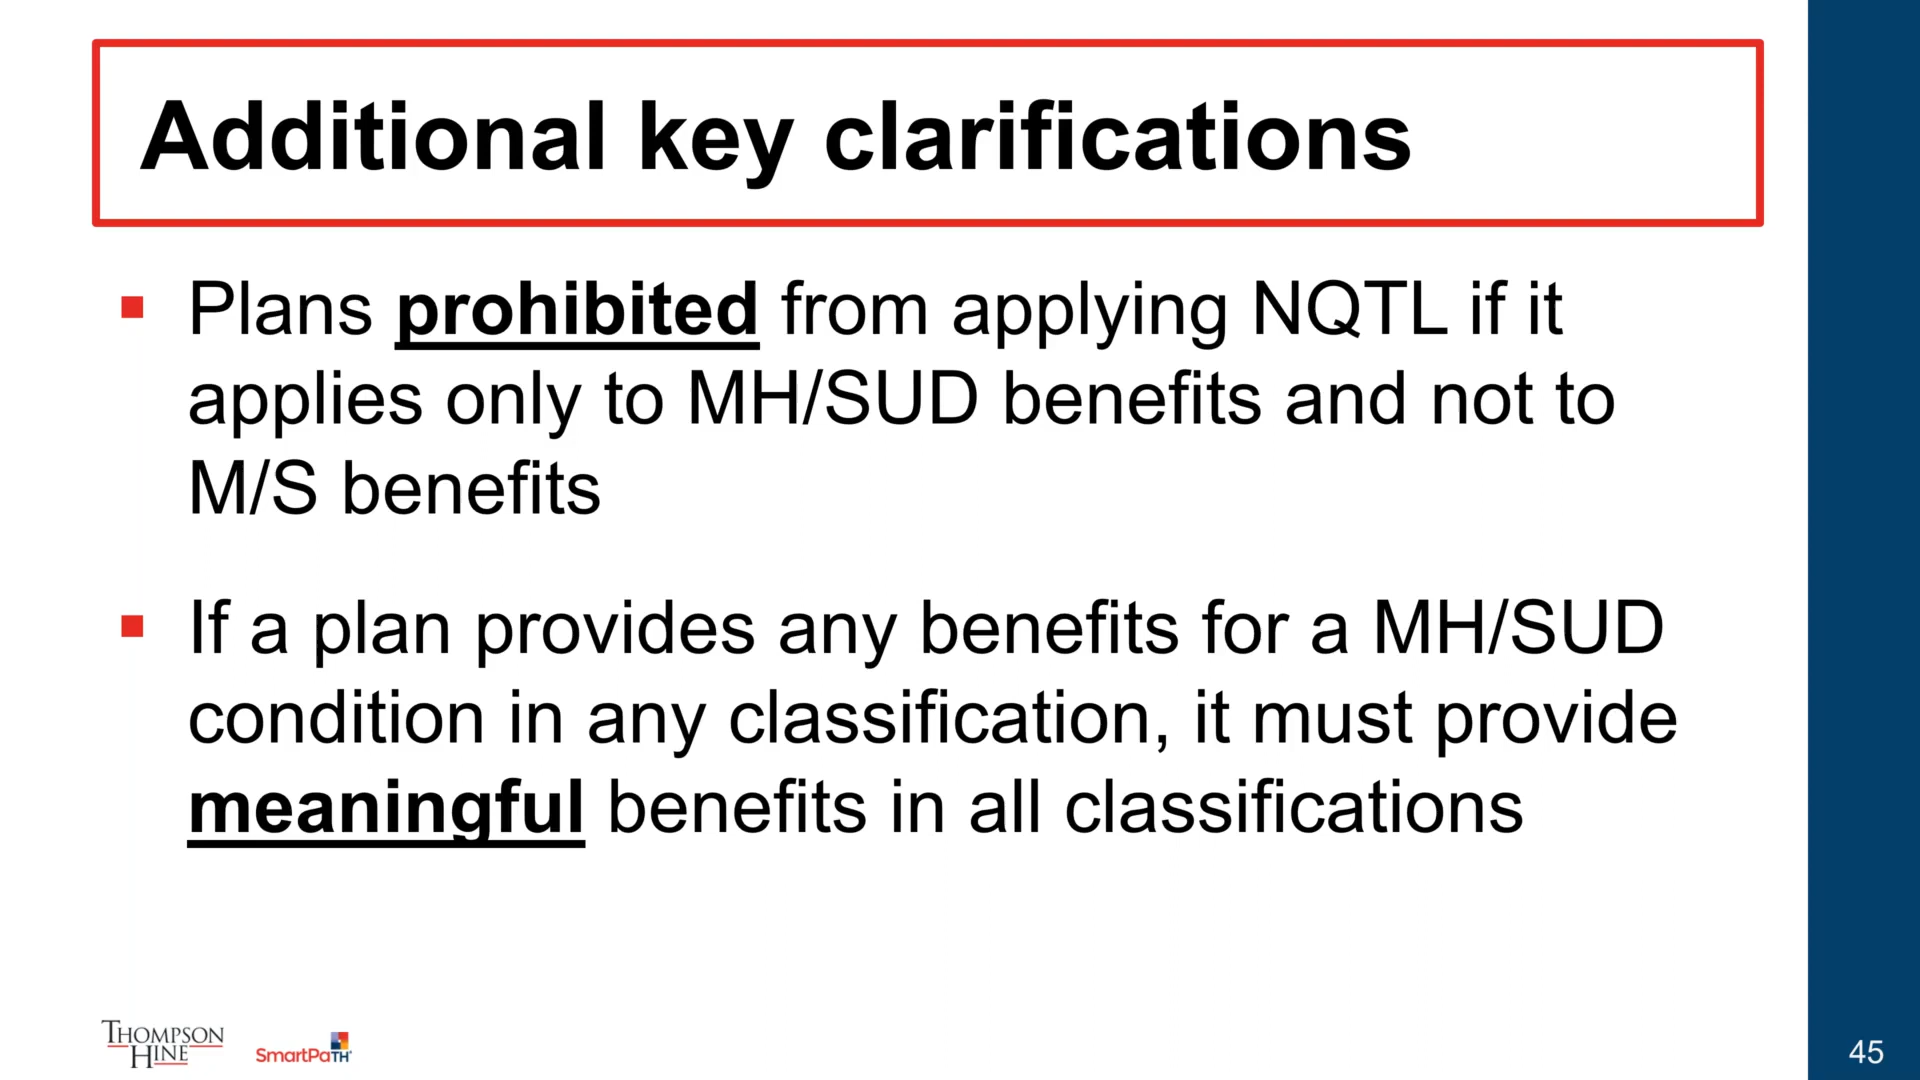 Additional key clarifications
Plans prohibited from applying NQTL if it
applies only to MH/SUD benefits and not to
M/S benefits
If a plan provides any benefits for a MH/SUD
condition in any classification, it must provide
meaningful benefits in all classifications
THOMPSON
HINE
SmartPaTH
45